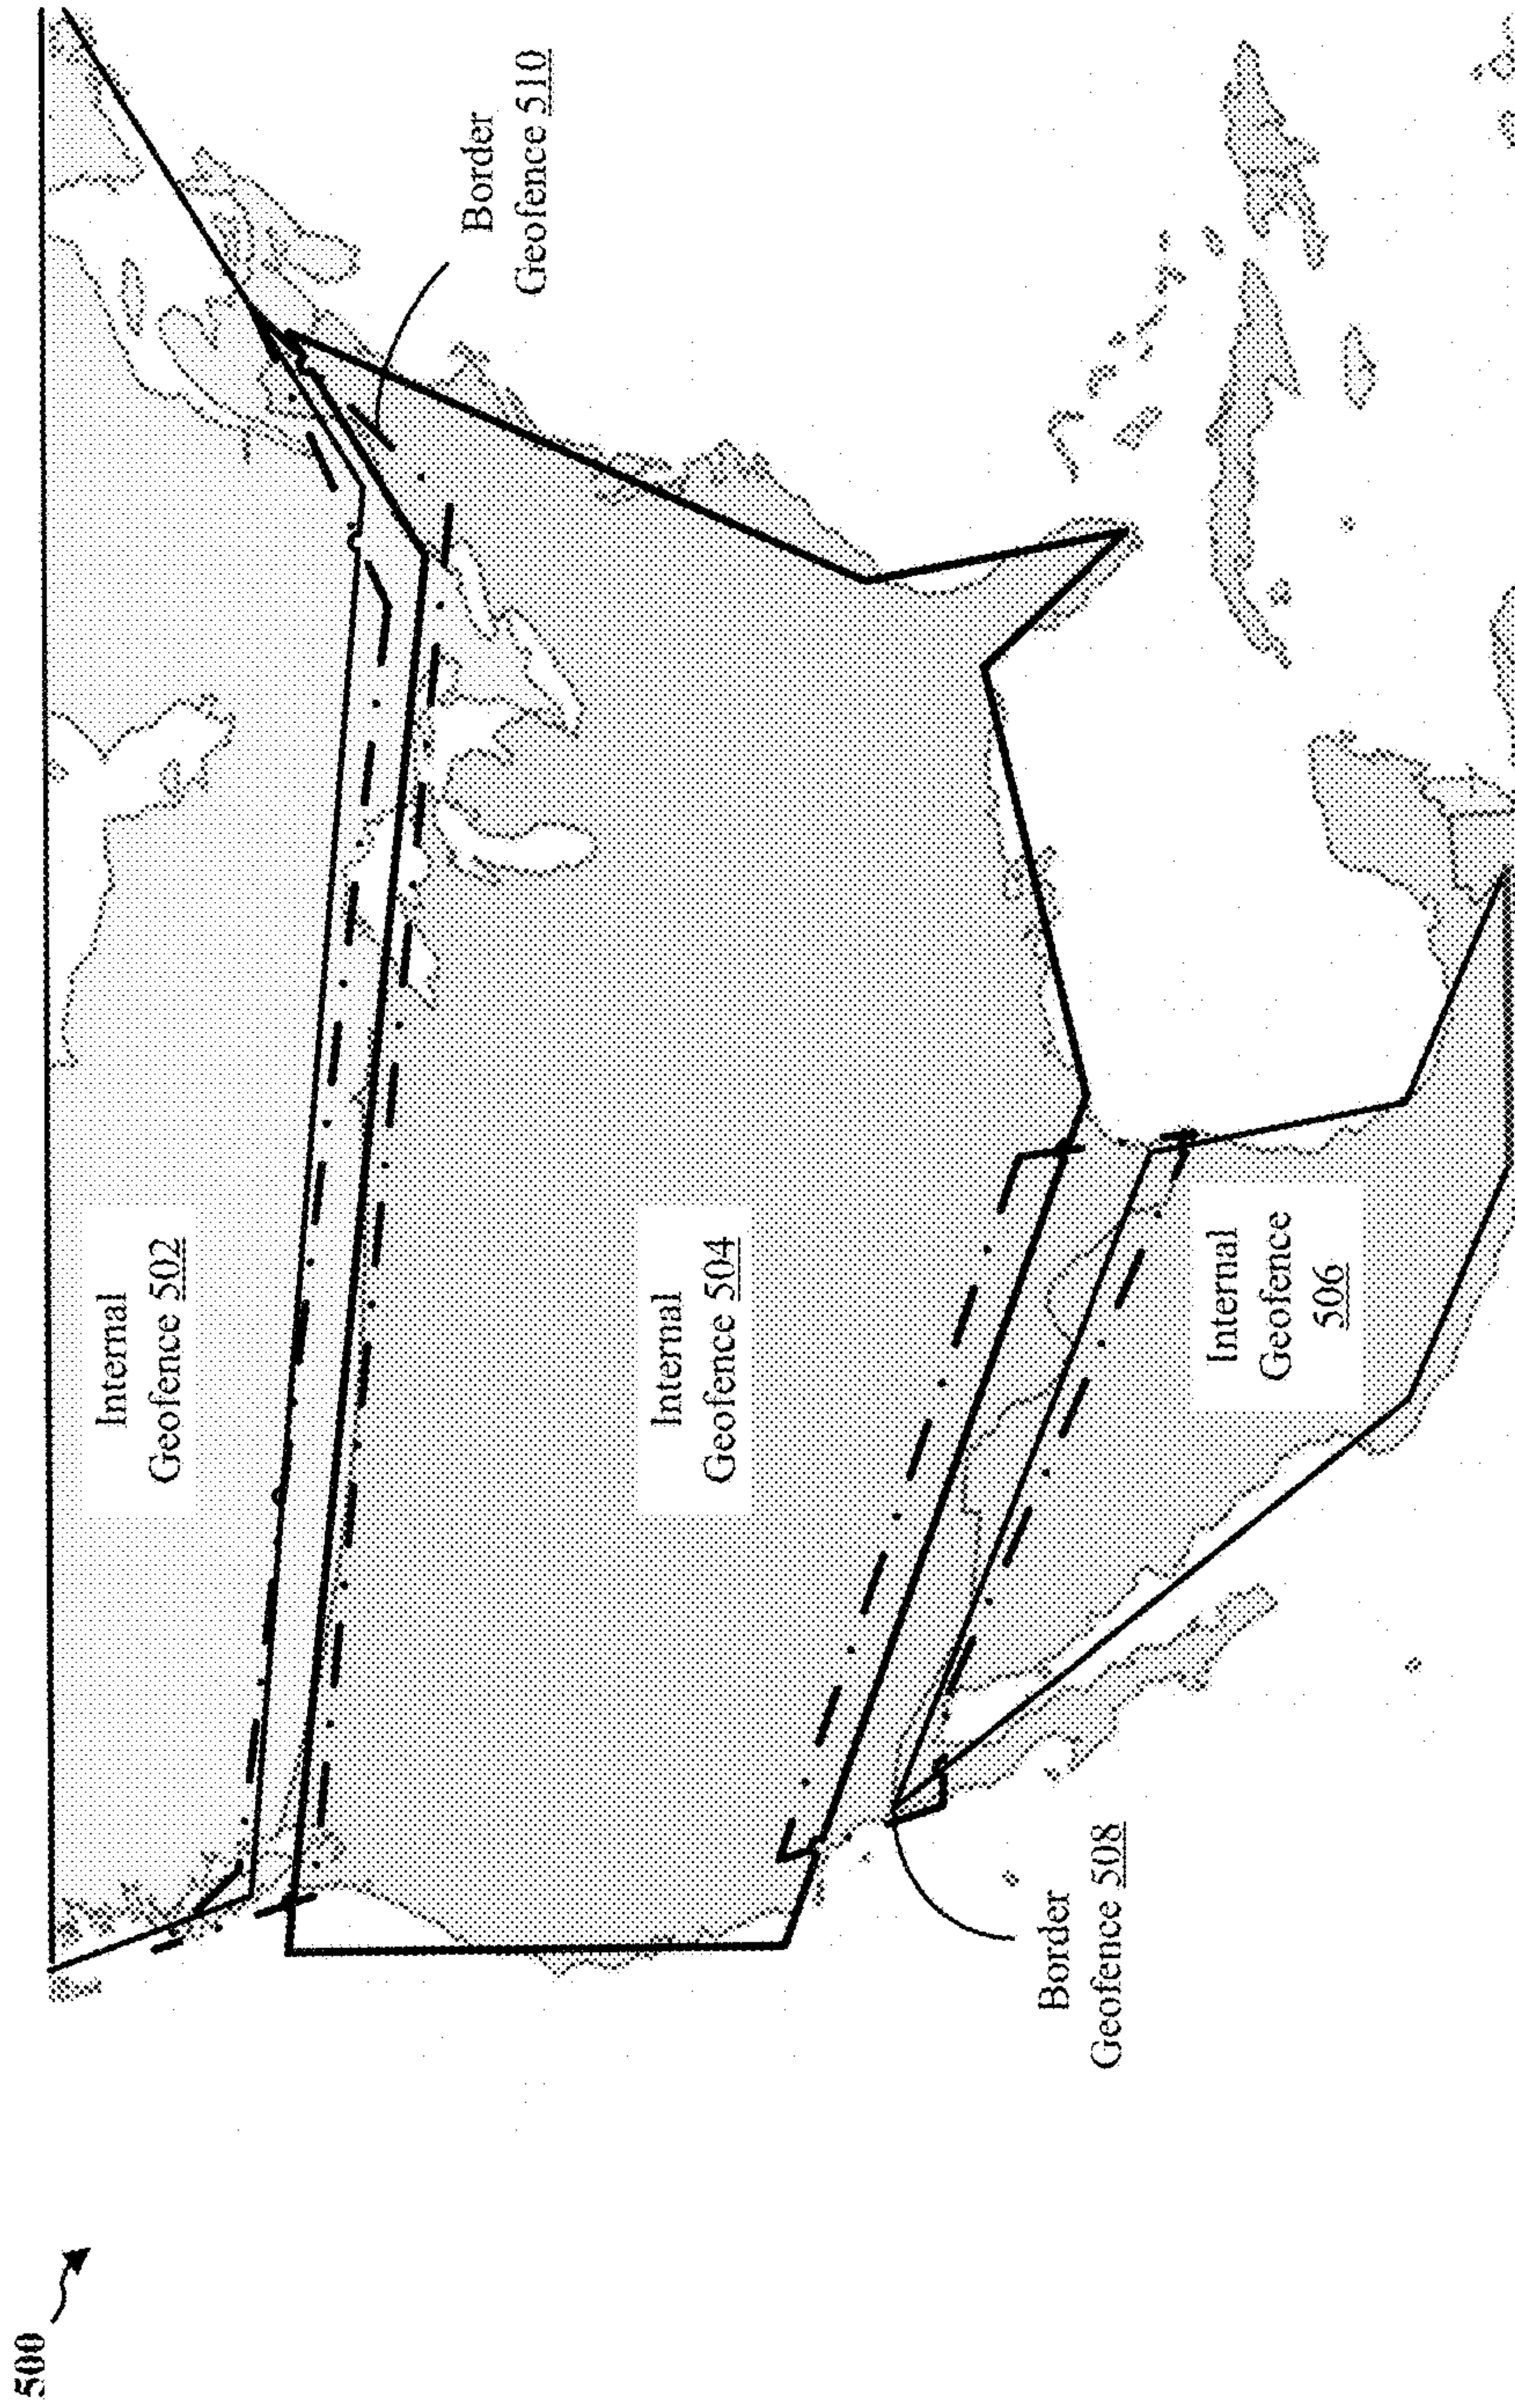 500
Internal
Geofence 502
Border
Geofence 510
Internal
Geofence 504
Internal
Geofence
506
Border
Geofence 508